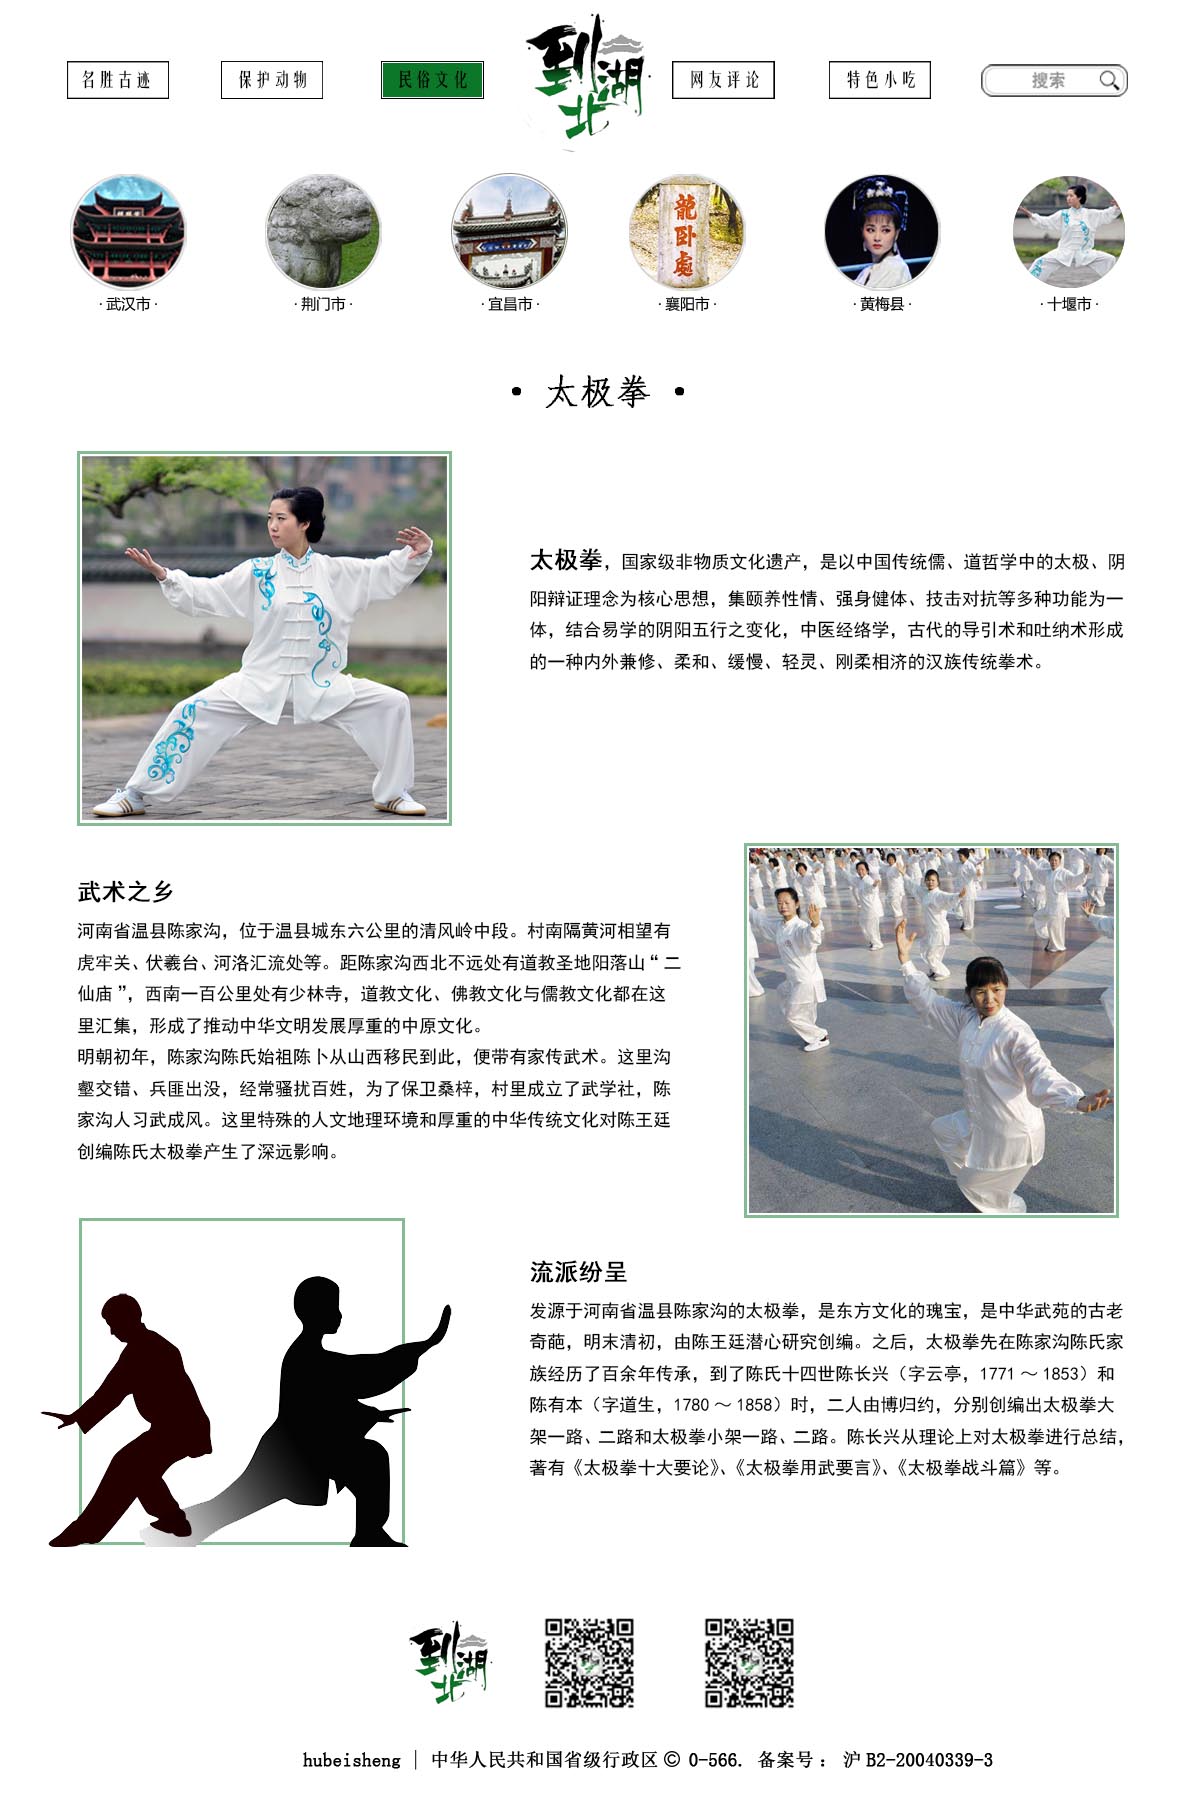 名胜古迹
保护动物
民俗文化
到湖北
网友评论
特色小吃
搜索
龍卧處
·武汉市·
·荆门市·
·宜昌市·
·襄阳市·
·黄梅县·
·十堰市·
• 太极拳 •
太极拳，国家级非物质文化遗产，是以中国传统儒、道哲学中的太极、阴
阳辩证理念为核心思想，集颐养性情、强身健体、技击对抗等多种功能为一
体，结合易学的阴阳五行之变化，中医经络学，古代的导引术和吐纳术形成
的一种内外兼修、柔和、缓慢、轻灵、刚柔相济的汉族传统拳术。
武术之乡
河南省温县陈家沟，位于温县城东六公里的清风岭中段。村南隔黄河相望有
虎牢关、伏羲台、河洛汇流处等。距陈家沟西北不远处有道教圣地阳落山“二
仙庙”，西南一百公里处有少林寺，道教文化、佛教文化与儒教文化都在这
里汇集，形成了推动中华文明发展厚重的中原文化。
明朝初年，陈家沟陈氏始祖陈卜从山西移民到此，便带有家传武术。这里沟
壑交错、兵匪出没，经常骚扰百姓，为了保卫桑梓，村里成立了武学社，陈
家沟人习武成风。这里特殊的人文地理环境和厚重的中华传统文化对陈王廷
创编陈氏太极拳产生了深远影响。
流派纷呈
发源于河南省温县陈家沟的太极拳，是东方文化的瑰宝，是中华武苑的古老
奇葩，明末清初，由陈王廷潜心研究创编。之后，太极拳先在陈家沟陈氏家
族经历了百余年传承，到了陈氏十四世陈长兴（字云亭，1771～1853）和
陈有本（字道生，1780～1858）时，二人由博归约，分别创编出太极拳大
架一路、二路和太极拳小架一路、二路。陈长兴从理论上对太极拳进行总结，
著有《太极拳十大要论》、《太极拳用武要言》、《太极拳战斗篇》等。
到湖北
hubeisheng | 中华人民共和国省级行政区© 0-566. 备案号： 沪B2-20040339-3